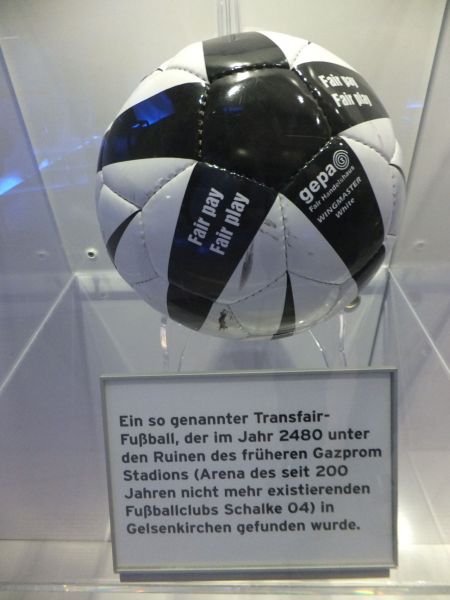 Fair pay
Fair play
gepa
Fair Handelshaus
WINGMASTER
White
Fair pay
Fair play
Ein so genannter Transfair-
Fußball, der im Jahr 2480 unter
den Ruinen des früheren Gazprom
Stadions (Arena des seit 200
Jahren nicht mehr existierenden
Fußballclubs Schalke 04) in
Gelsenkirchen gefunden wurde.